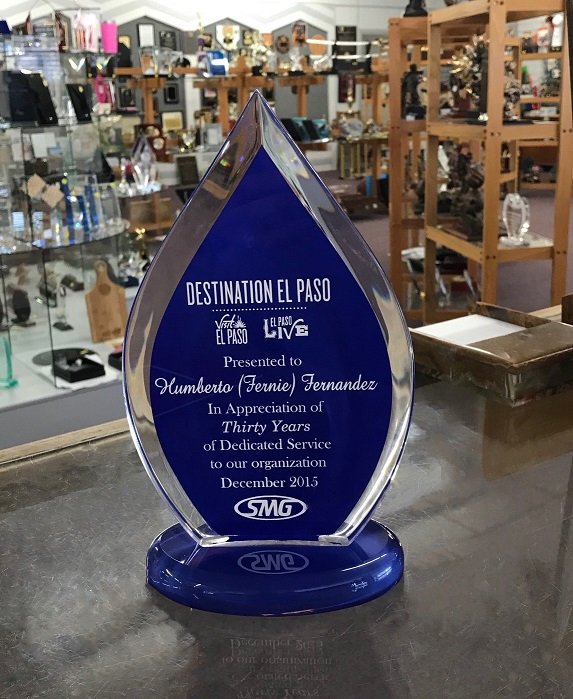 DESTINATION EL PASO
Visit EL PASO
EL PASO LIVE
Presented to
Humberto (Fernie) Fernandez
In Appreciation of
Thirty Years
of Dedicated Service
to our organization
December 2015
SMG